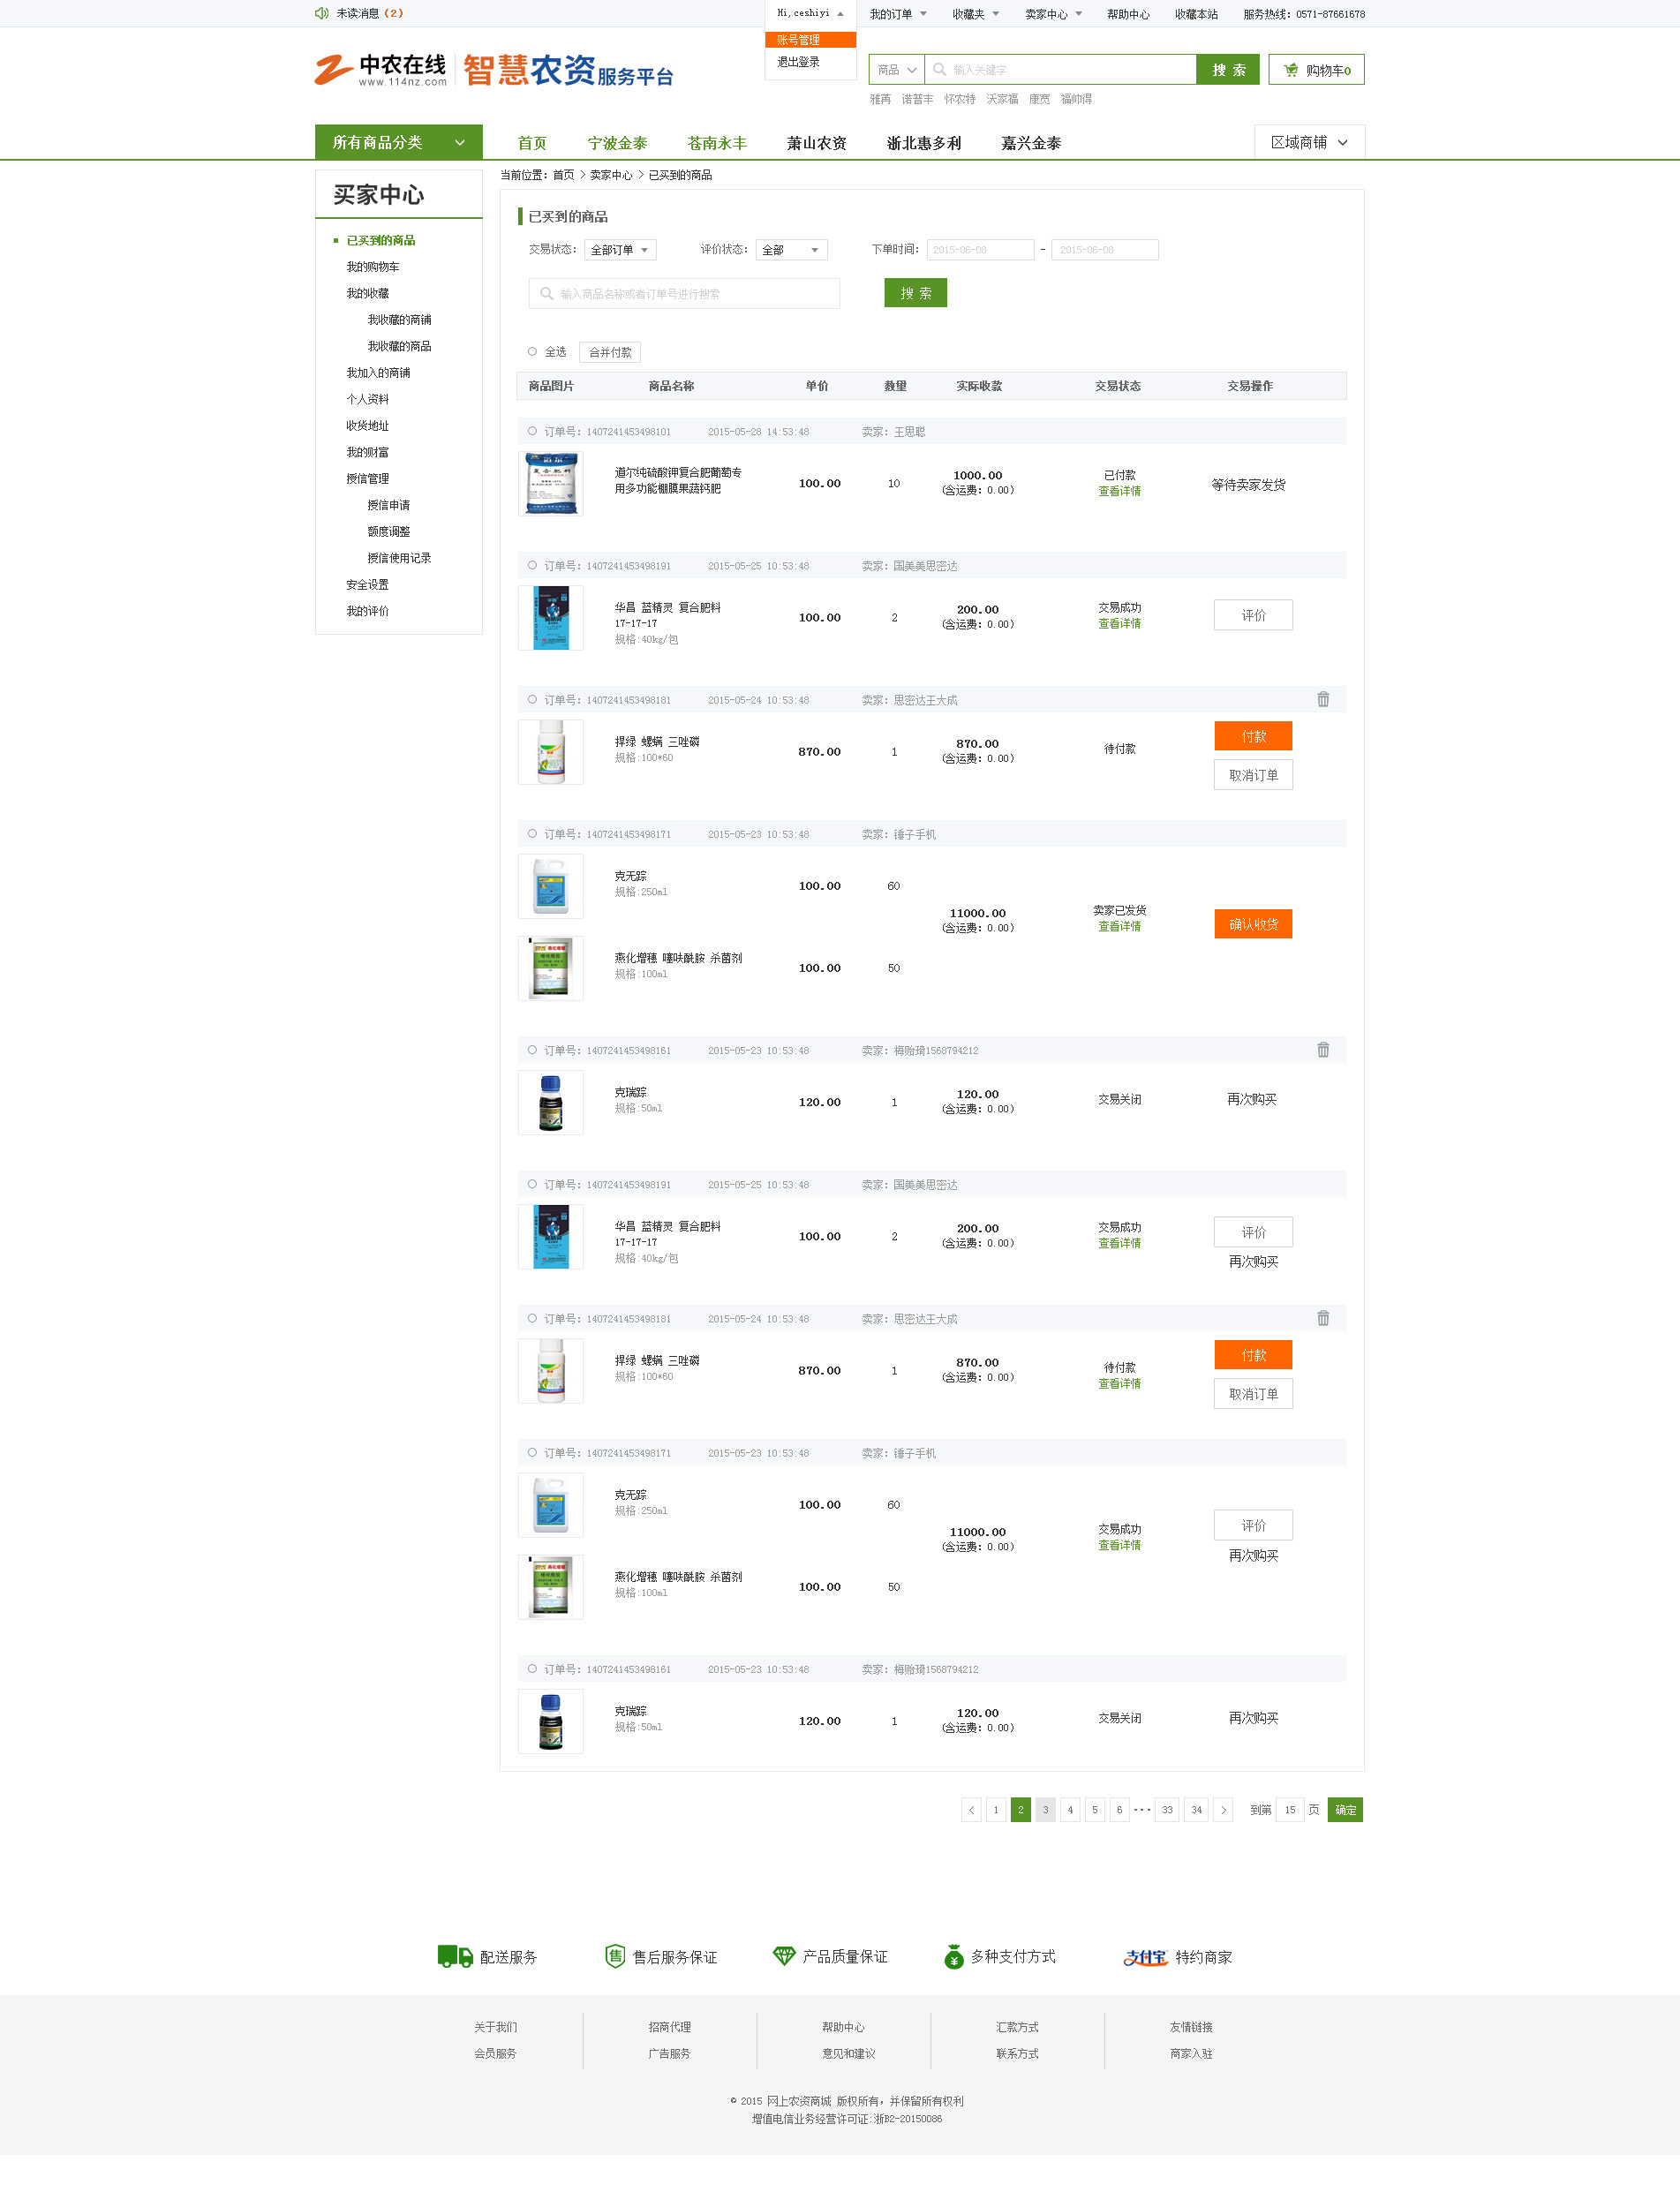 未读消息（2）
Hi,ceshiyi
账号管理
退出登录
我的订单 收藏夹 卖家中心 帮助中心 收藏本站 服务热线: 0571-87661678
中农在线
www.114nz.com
智慧农资服务平台
商品 输入关键字 搜 索 购物车0
雅苒 诺普丰 怀农特 沃家福 康宽 福帅得
所有商品分类 首页 宁波金泰 苍南永丰 萧山农资 浙北惠多利 嘉兴金泰 区域商铺
买家中心
已买到的商品
我的购物车
我的收藏
我收藏的商铺
我收藏的商品
我加入的商铺
个人资料
收货地址
我的财富
授信管理
授信申请
额度调整
授信使用记录
安全设置
我的评价
当前位置: 首页 > 卖家中心 > 已买到的商品
已买到的商品
交易状态: 全部订单 评价状态: 全部 下单时间: 2015-06-08 - 2015-06-08
输入商品名称或者订单号进行搜索 搜 索
全选 合并付款
商品图片 商品名称 单价 数量 实际收款 交易状态 交易操作
订单号: 1407241453498101 2015-05-28 14:53:48 卖家: 王思聪
道尔纯硫酸钾复合肥葡萄专
用多功能棚膜果蔬钙肥
100.00 10 1000.00
(含运费: 0.00)
已付款
查看详情
等待卖家发货
订单号: 1407241453498191 2015-05-25 10:53:48 卖家: 国美美思密达
华昌 蓝精灵 复合肥料
17-17-17
规格:40kg/包
100.00 2 200.00
(含运费: 0.00)
交易成功
查看详情
评价
订单号: 1407241453498181 2015-05-24 10:53:48 卖家: 思密达王大成
捍绿 螺螨 三唑磷
规格:100*60
870.00 1 870.00
(含运费: 0.00)
待付款
付款
取消订单
订单号: 1407241453498171 2015-05-23 10:53:48 卖家: 锤子手机
克无踪
规格:250ml
100.00 60
燕化增穗 噻呋酰胺 杀菌剂
规格:100ml
100.00 50
11000.00
(含运费: 0.00)
卖家已发货
查看详情
确认收货
订单号: 1407241453498161 2015-05-23 10:53:48 卖家: 梅贻琦1568794212
克瑞踪
规格:50ml
120.00 1 120.00
(含运费: 0.00)
交易关闭
再次购买
订单号: 1407241453498191 2015-05-25 10:53:48 卖家: 国美美思密达
华昌 蓝精灵 复合肥料
17-17-17
规格:40kg/包
100.00 2 200.00
(含运费: 0.00)
交易成功
查看详情
评价
再次购买
订单号: 1407241453498181 2015-05-24 10:53:48 卖家: 思密达王大成
捍绿 螺螨 三唑磷
规格:100*60
870.00 1 870.00
(含运费: 0.00)
待付款
查看详情
付款
取消订单
订单号: 1407241453498171 2015-05-23 10:53:48 卖家: 锤子手机
克无踪
规格:250ml
100.00 60
燕化增穗 噻呋酰胺 杀菌剂
规格:100ml
100.00 50
11000.00
(含运费: 0.00)
交易成功
查看详情
评价
再次购买
订单号: 1407241453498161 2015-05-23 10:53:48 卖家: 梅贻琦1568794212
克瑞踪
规格:50ml
120.00 1 120.00
(含运费: 0.00)
交易关闭
再次购买
< 1 2 3 4 5 6 ··· 33 34 > 到第 15 页 确定
配送服务 售后服务保证 产品质量保证 多种支付方式 支付宝 特约商家
关于我们 招商代理 帮助中心 汇款方式 友情链接
会员服务 广告服务 意见和建议 联系方式 商家入驻
© 2015 网上农资商城 版权所有，并保留所有权利
增值电信业务经营许可证:浙B2-20150086